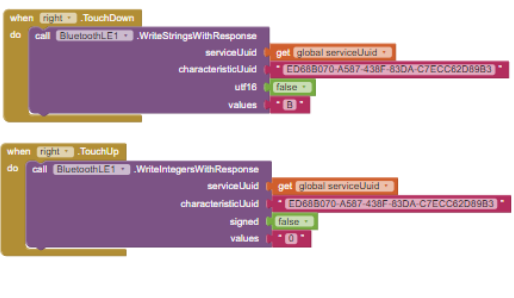 when right .TouchDown
do call BluetoothLE1 .WriteStringsWithResponse
serviceUuid get global serviceUuid
characteristicUuid " ED68B070-A587-438F-83DA-C7ECC62D89B3 "
utf16 false
values " B "
when right .TouchUp
do call BluetoothLE1 .WriteIntegersWithResponse
serviceUuid get global serviceUuid
characteristicUuid " ED68B070-A587-438F-83DA-C7ECC62D89B3 "
signed false
values " 0 "